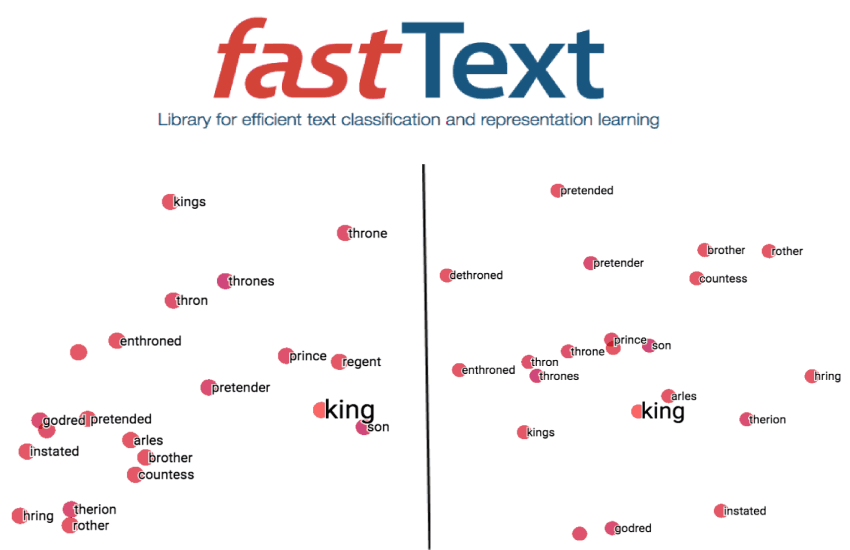 fastText
Library for efficient text classification and representation learning
kings
throne
thrones
thron
enthroned
prince
regent
pretender
king
son
godred
pretended
arles
instated
brother
countess
therion
hring
rother
pretended
brother
rother
pretender
dethroned
countess
prince
son
throne
thron
enthroned
thrones
hring
arles
king
therion
kings
instated
godred